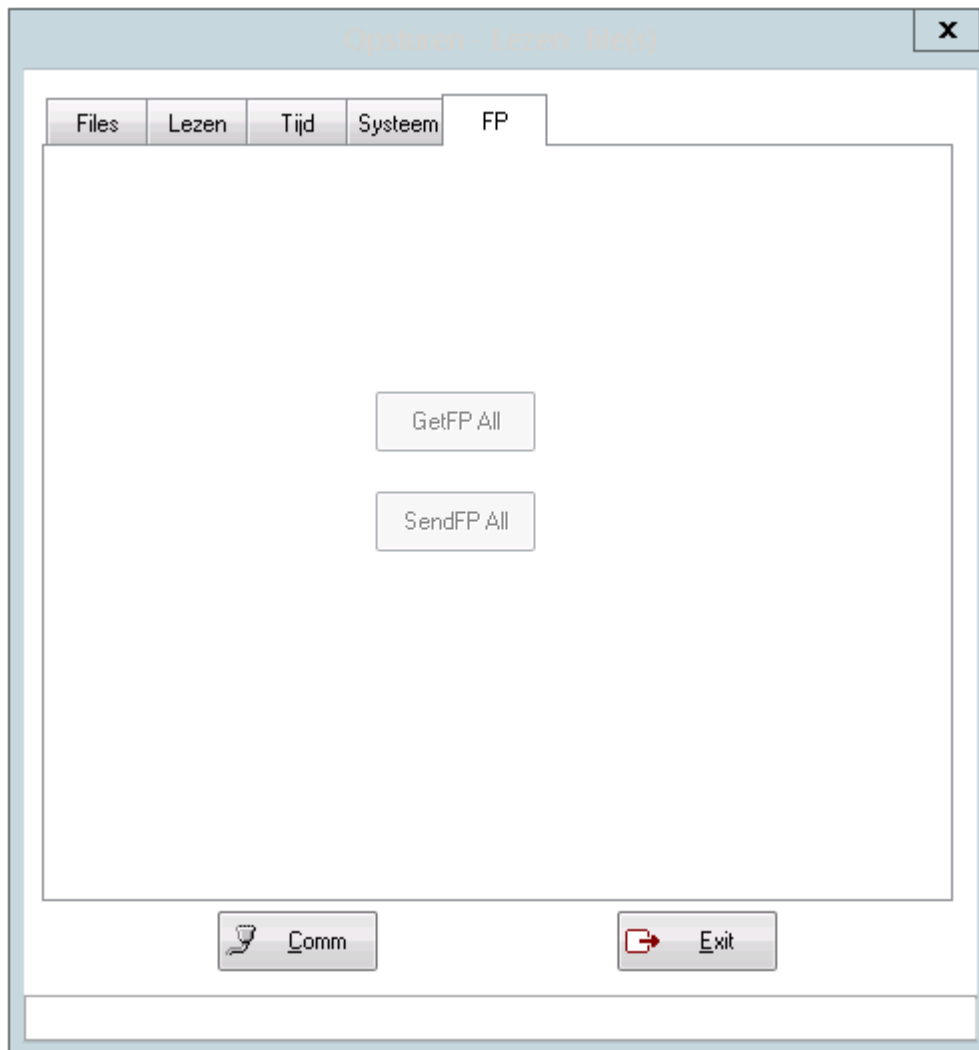 x
Files Lezen Tijd Systeem FP
GetFP All
SendFP All
Comm Exit